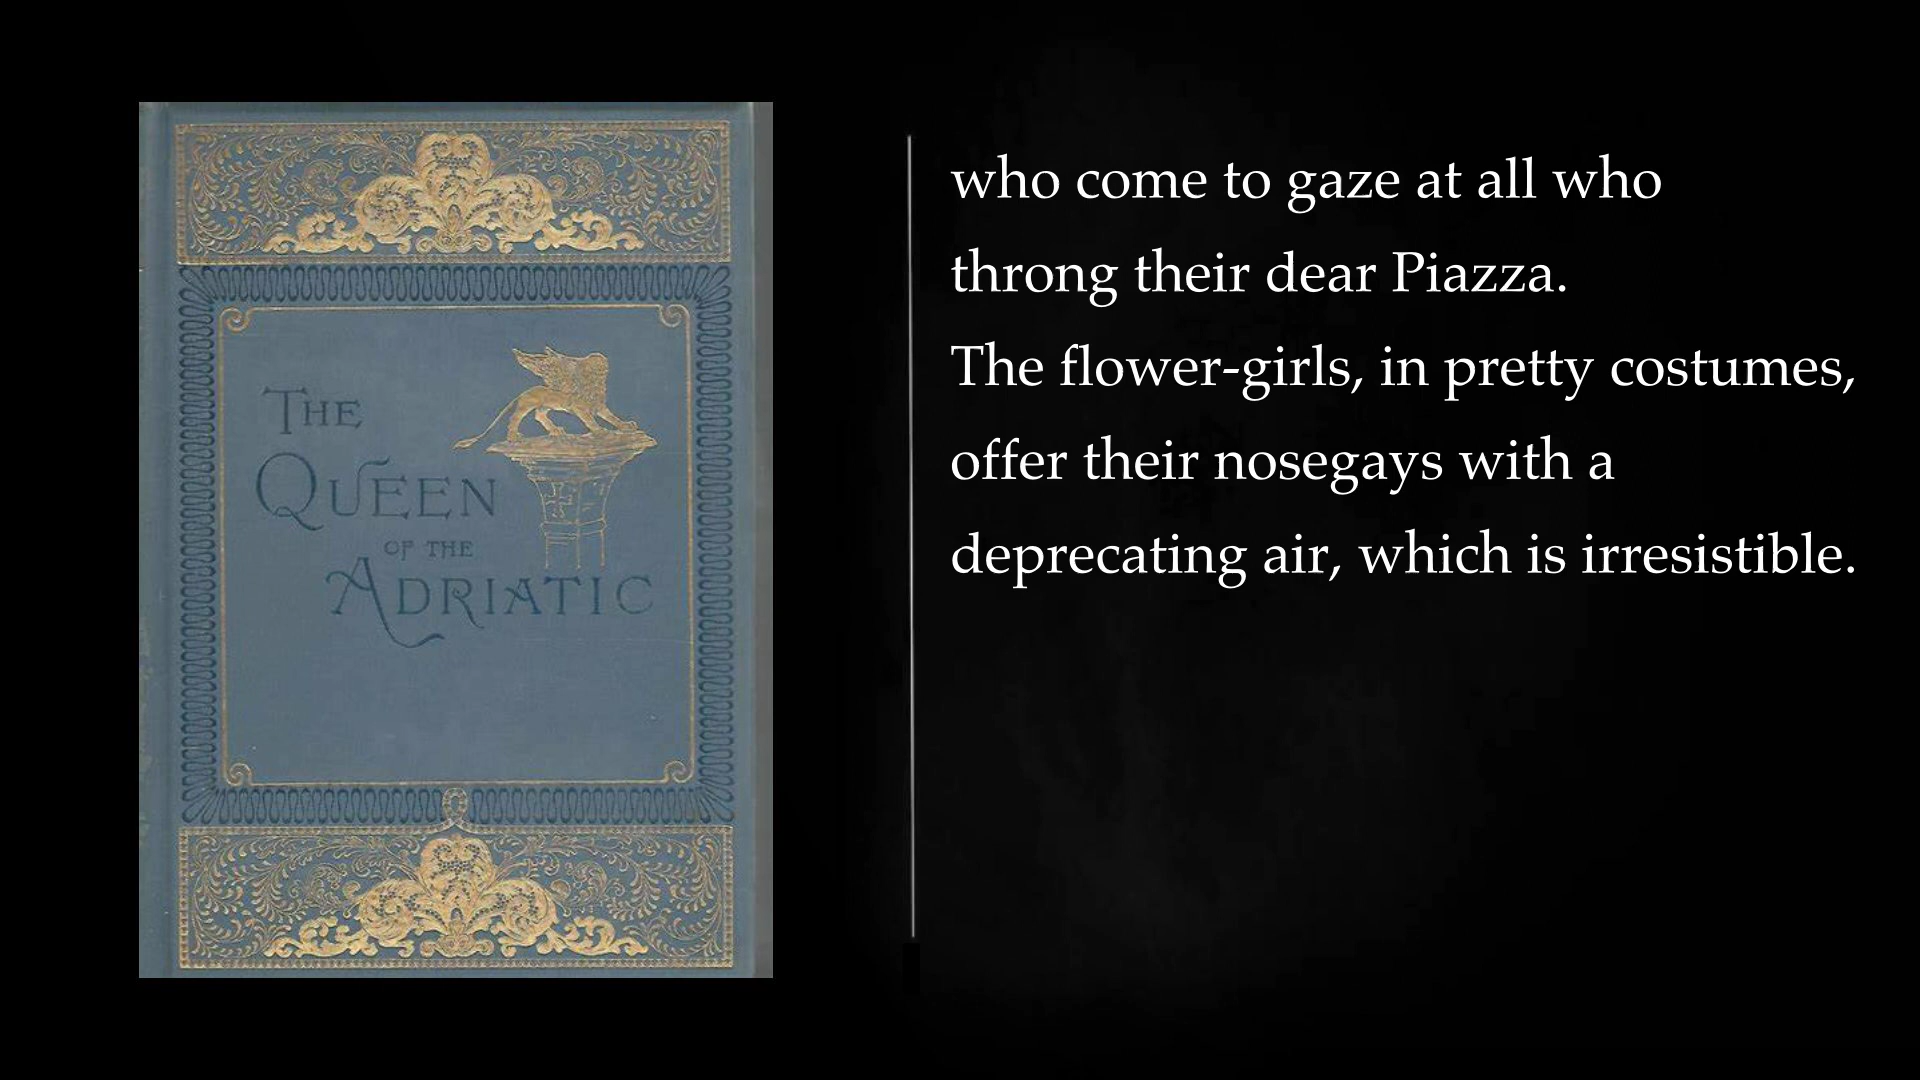 THE
QUEEN
OF THE
ADRIATIC
who come to gaze at all who
throng their dear Piazza.
The flower-girls, in pretty costumes,
offer their nosegays with a
deprecating air, which is irresistible.